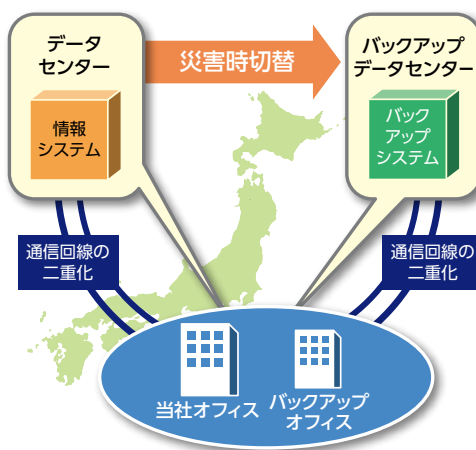 データ
センター
災害時切替
バックアップ
データセンター
情報
システム
バック
アップ
システム
通信回線の
二重化
通信回線の
二重化
当社オフィス
バックアップ
オフィス